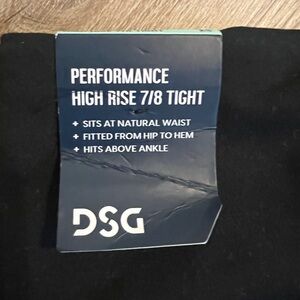 PERFORMANCE
HIGH RISE 7/8 TIGHT
+ SITS AT NATURAL WAIST
+ FITTED FROM HIP TO HEM
+ HITS ABOVE ANKLE
DSG